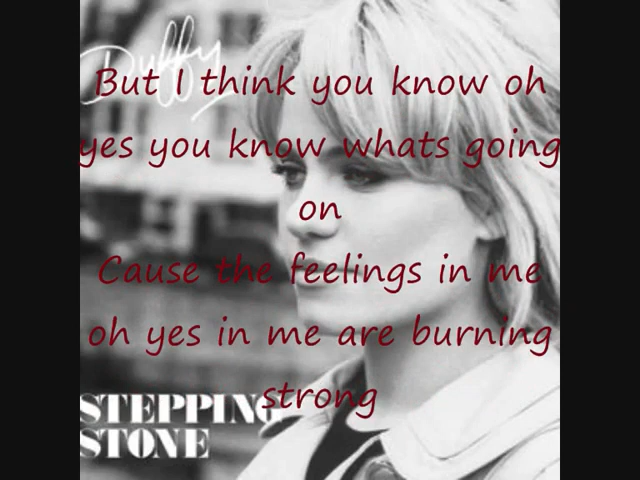 Duffy
But I think you know oh
yes you know whats going
on
Cause the feelings in me
oh yes in me are burning
strong
STEPPING
STONE